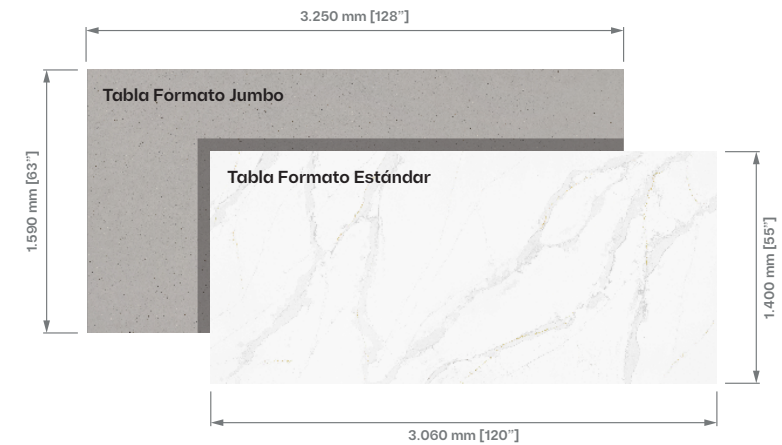 3.250 mm [128”]
Tabla Formato Jumbo
1.590 mm [63”]
Tabla Formato Estándar
1.400 mm [55”]
3.060 mm [120”]